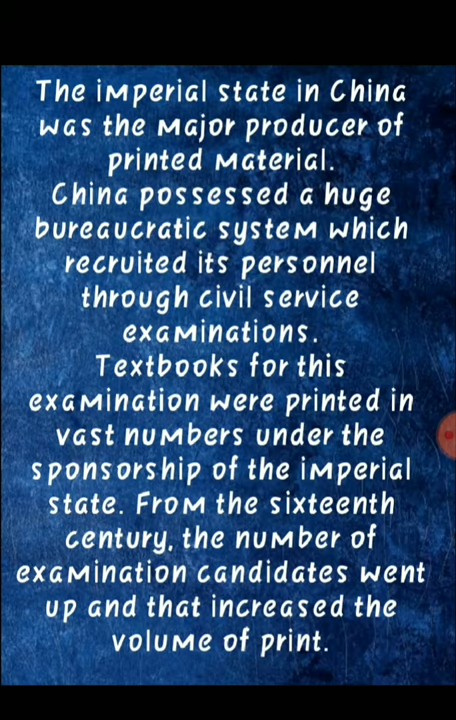 The imperial state in China
was the major producer of
printed material.
China possessed a huge
bureaucratic system which
recruited its personnel
through civil service
examinations.
Textbooks for this
examination were printed in
vast numbers under the
sponsorship of the imperial
state. From the sixteenth
century, the number of
examination candidates went
up and that increased the
volume of print.